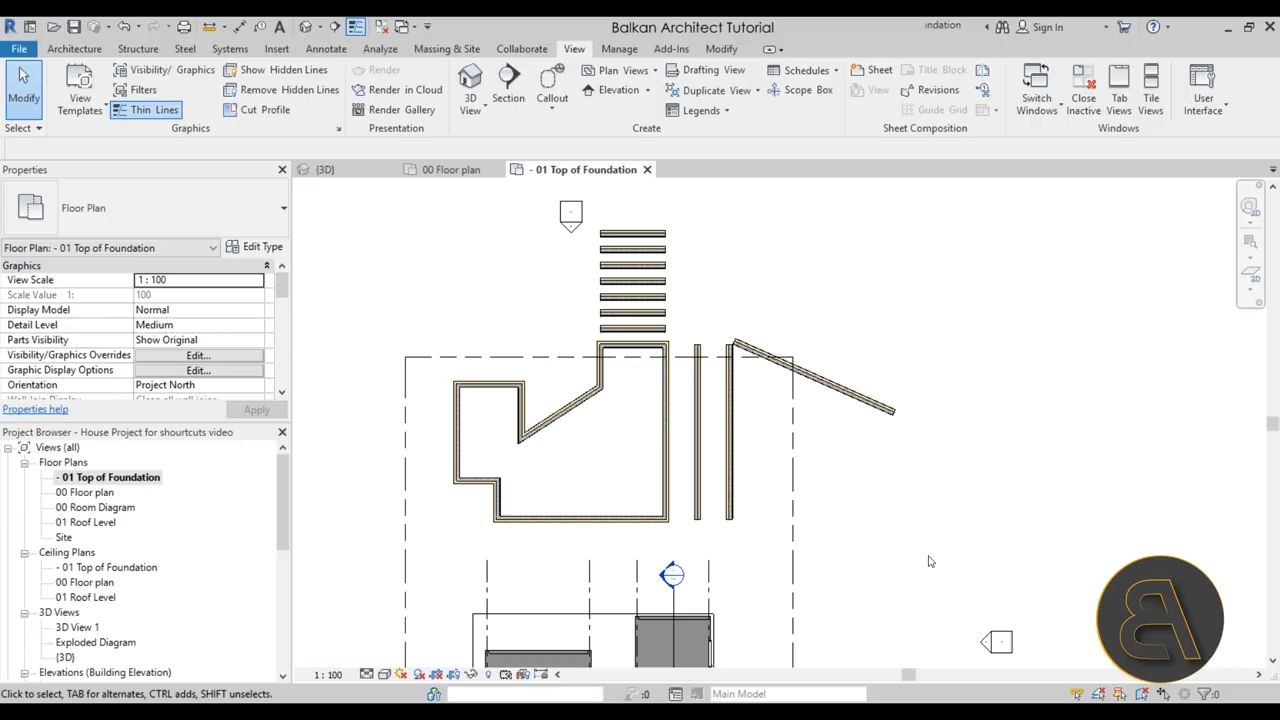 Balkan Architect Tutorial
undation
Sign In
File
Architecture
Structure
Steel
Systems
Insert
Annotate
Analyze
Massing & Site
Collaborate
View
Manage
Add-Ins
Modify
Modify
View
Templates
Visibility/ Graphics
Filters
Thin Lines
Show Hidden Lines
Remove Hidden Lines
Cut Profile
Render
Render in Cloud
Render Gallery
3D
View
Section
Callout
Plan Views
Elevation
Drafting View
Duplicate View
Legends
Schedules
Scope Box
Sheet
View
Title Block
Revisions
Guide Grid
Switch
Windows
Close
Inactive
Tab
Views
Tile
Views
User
Interface
Select
Graphics
Presentation
Create
Sheet Composition
Windows
Properties
{3D}
00 Floor plan
- 01 Top of Foundation
Floor Plan
Floor Plan: - 01 Top of Foundation
Edit Type
Graphics
View Scale
1 : 100
Scale Value 1:
100
Display Model
Normal
Detail Level
Medium
Parts Visibility
Show Original
Visibility/Graphics Overrides
Edit...
Graphic Display Options
Edit...
Orientation
Project North
Properties help
Apply
Project Browser - House Project for shourtcuts video
Views (all)
Floor Plans
- 01 Top of Foundation
00 Floor plan
00 Room Diagram
01 Roof Level
Site
Ceiling Plans
- 01 Top of Foundation
00 Floor plan
01 Roof Level
3D Views
3D View 1
Exploded Diagram
{3D}
Elevations (Building Elevation)
1 : 100
Click to select, TAB for alternates, CTRL adds, SHIFT unselects.
:0
Main Model
:0